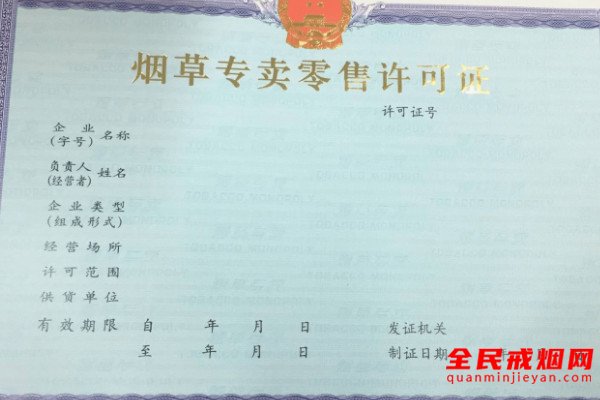 烟草专卖零售许可证
许可证号
企业(字号)名称
负责人(经营者)姓名
企业类型(组成形式)
经营场所
许可范围
供货单位
有效期限 自 年 月 日 发证机关
至 年 月 日 制证日期
全民戒烟网
quanminjieyan.com